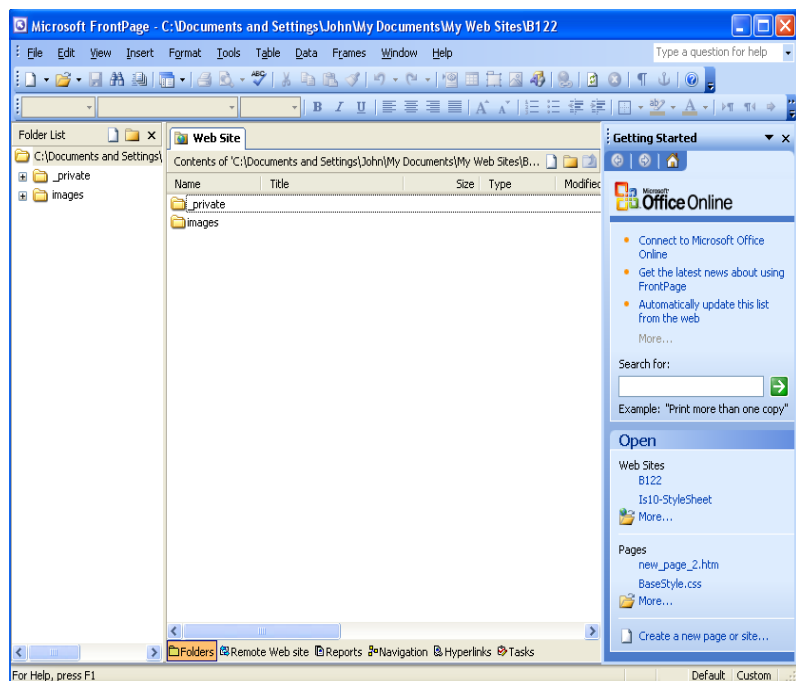 Microsoft FrontPage - C:\Documents and Settings\John\My Documents\My Web Sites\B122
File Edit View Insert Format Tools Table Data Frames Window Help
Type a question for help
ABC
B I U A A
ab A
Folder List
C:\Documents and Settings\
_private
images
Web Site
Contents of 'C:\Documents and Settings\John\My Documents\My Web Sites\B...
Name Title Size Type Modified
_private
images
Folders Remote Web site Reports Navigation Hyperlinks Tasks
Getting Started
Microsoft
Office Online
Connect to Microsoft Office
Online
Get the latest news about using
FrontPage
Automatically update this list
from the web
More...
Search for:
Example: "Print more than one copy"
Open
Web Sites
B122
Is10-StyleSheet
More...
Pages
new_page_2.htm
BaseStyle.css
More...
Create a new page or site...
For Help, press F1
Default Custom